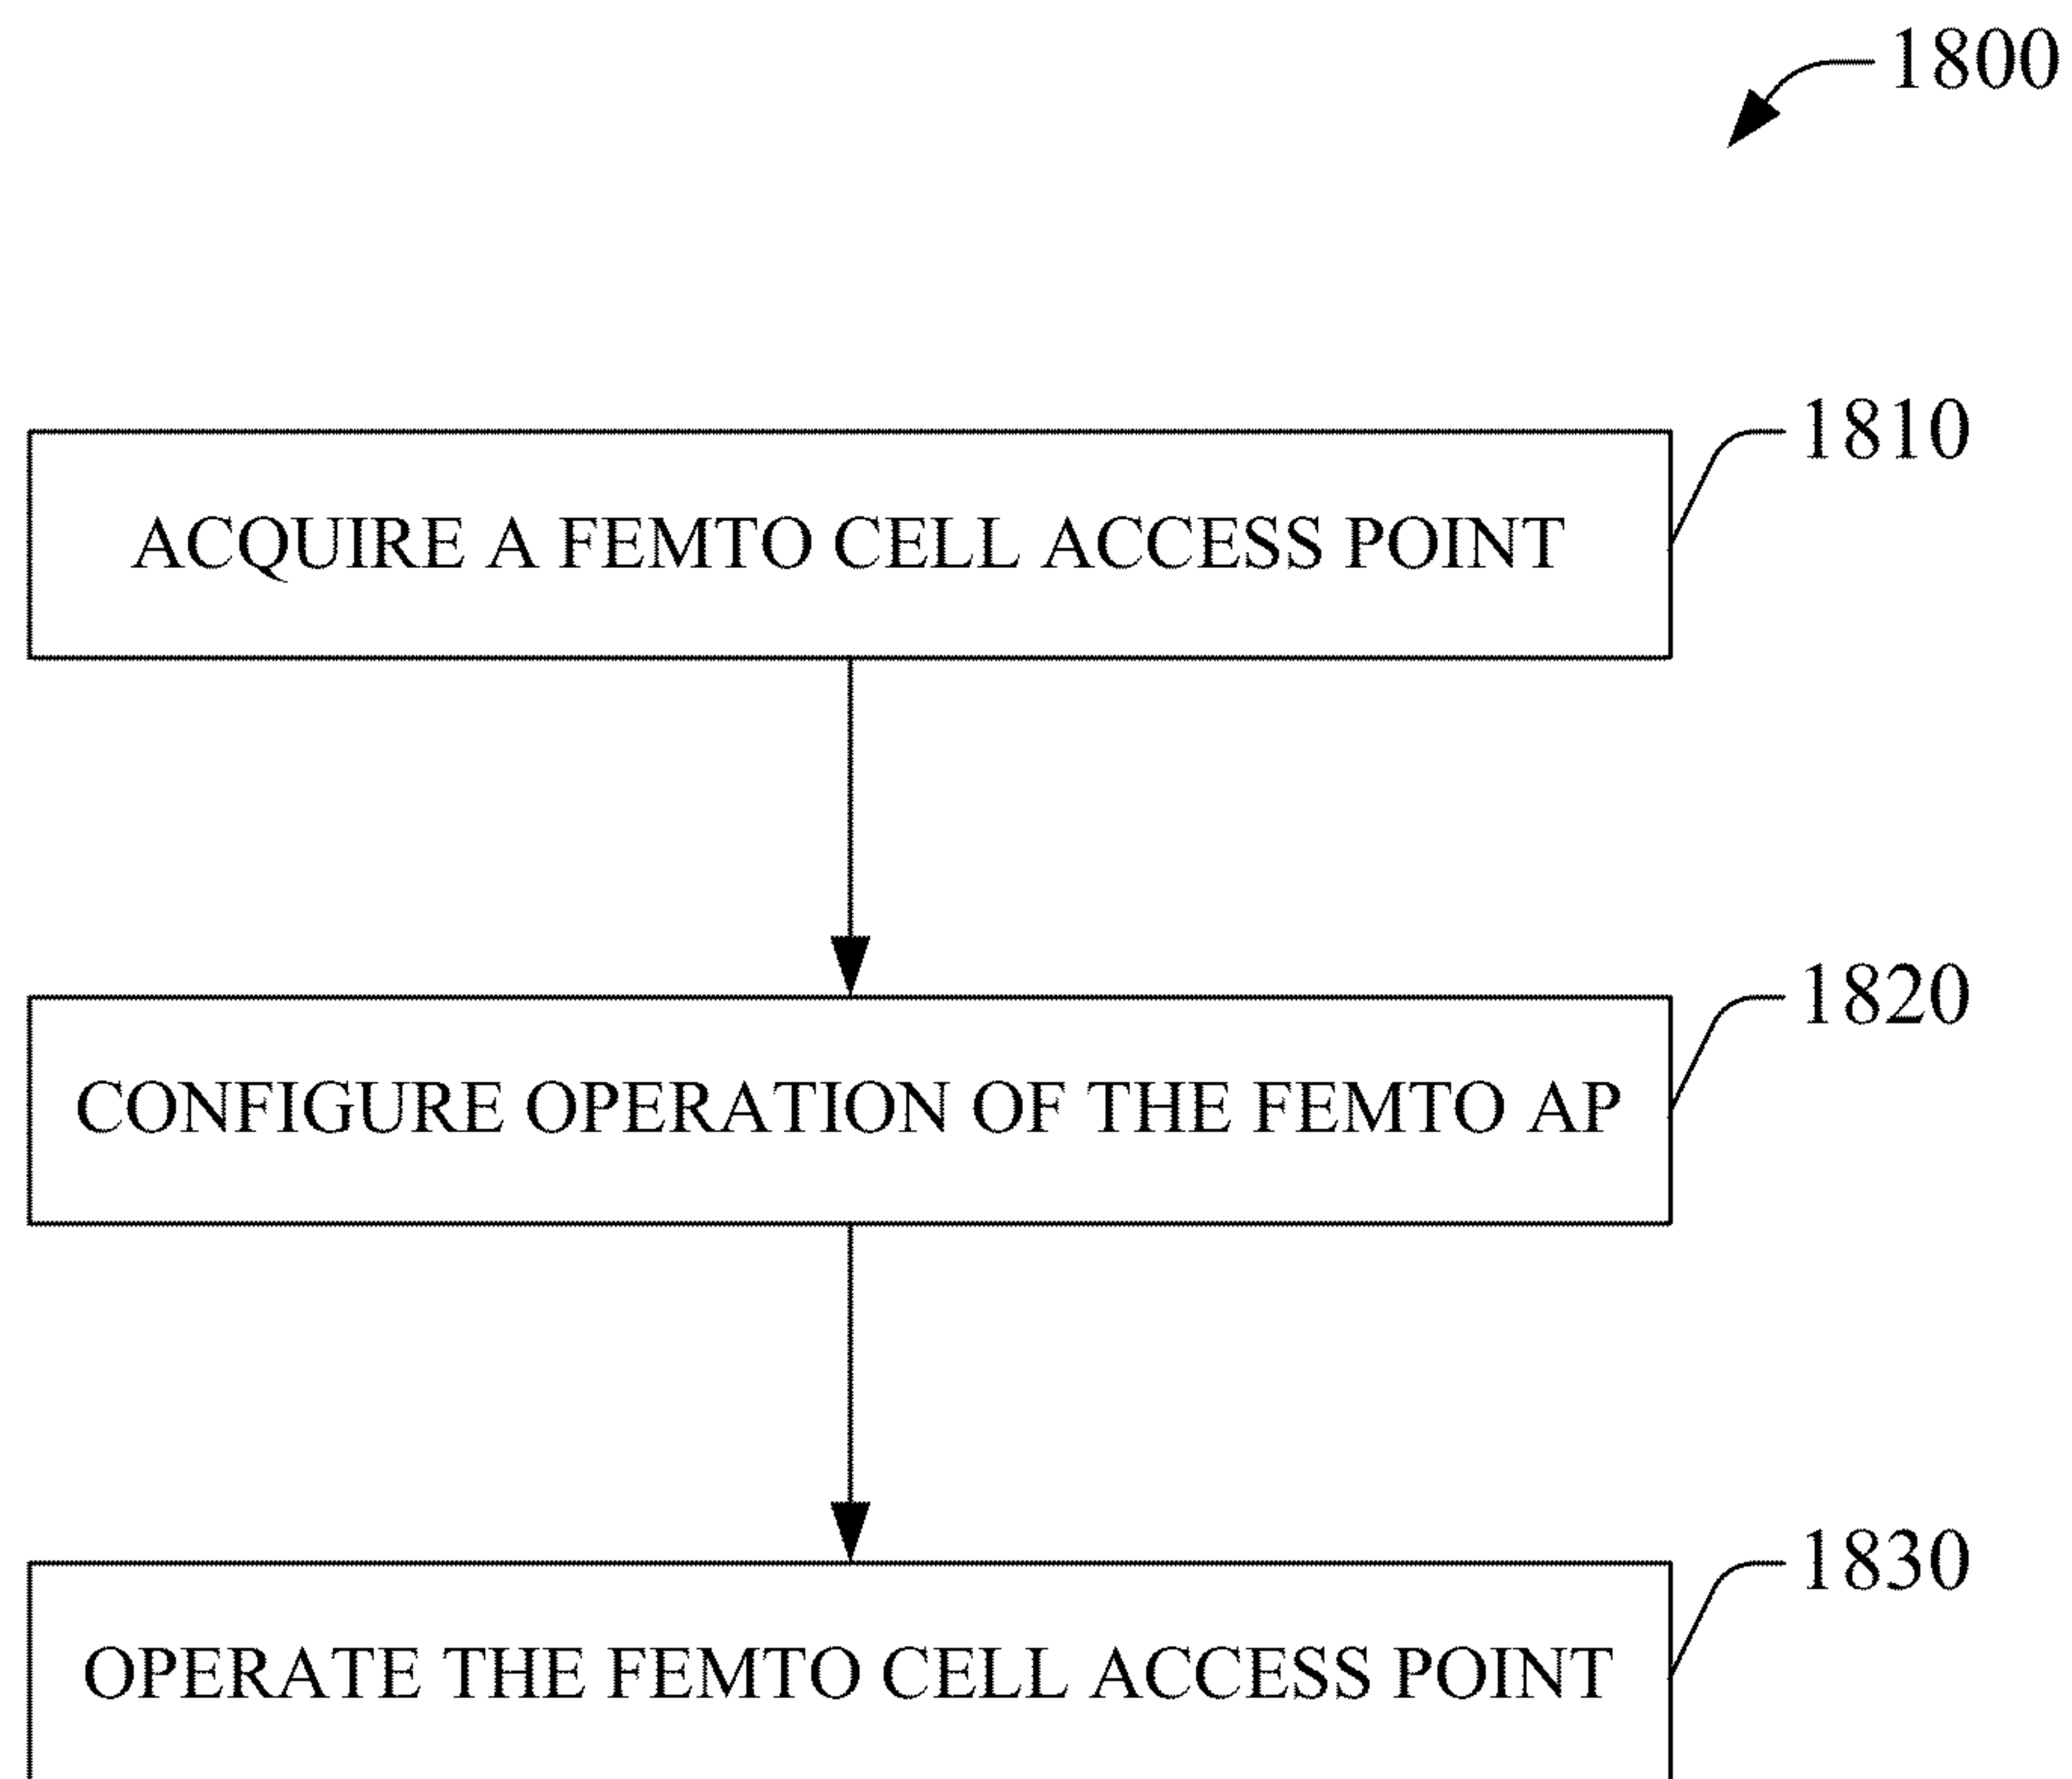 1800
1810
ACQUIRE A FEMTO CELL ACCESS POINT
1820
CONFIGURE OPERATION OF THE FEMTO AP
1830
OPERATE THE FEMTO CELL ACCESS POINT